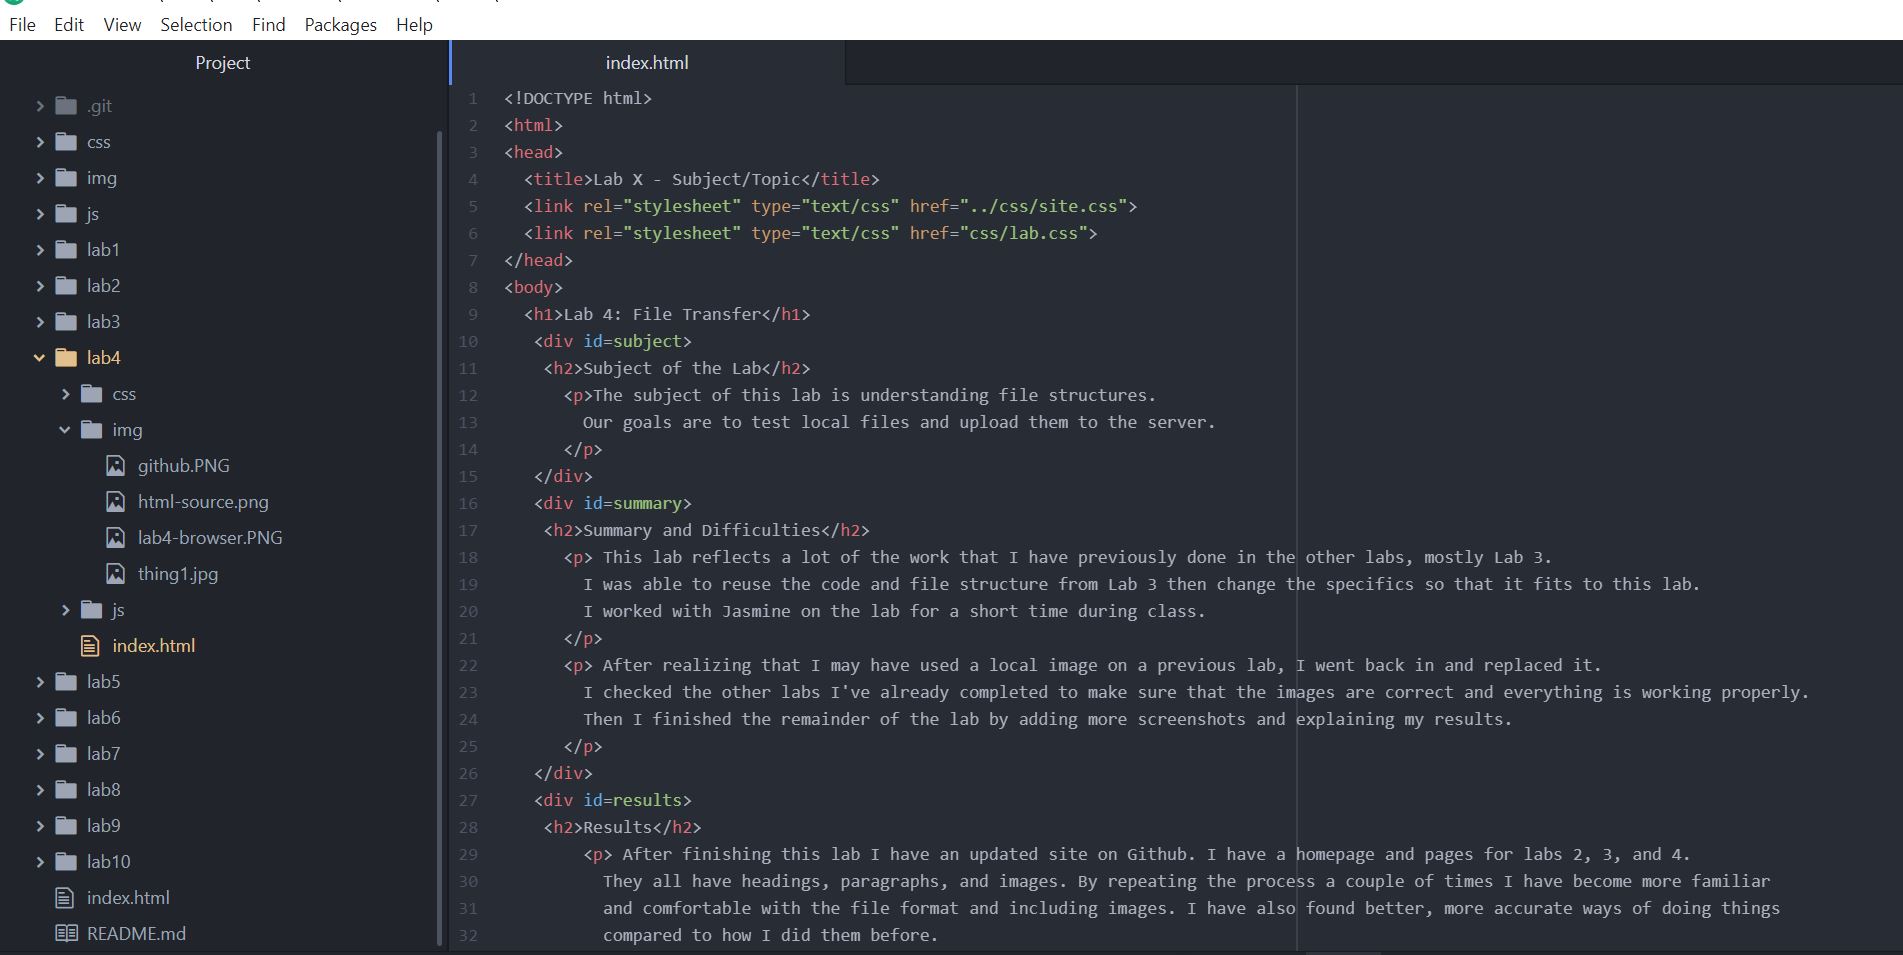 File Edit View Selection Find Packages Help
Project
.git
css
img
js
lab1
lab2
lab3
lab4
css
img
github.PNG
html-source.png
lab4-browser.PNG
thing1.jpg
js
index.html
lab5
lab6
lab7
lab8
lab9
lab10
index.html
README.md
index.html
1 <!DOCTYPE html>
2 <html>
3 <head>
4 <title>Lab X - Subject/Topic</title>
5 <link rel="stylesheet" type="text/css" href="../css/site.css">
6 <link rel="stylesheet" type="text/css" href="css/lab.css">
7 </head>
8 <body>
9 <h1>Lab 4: File Transfer</h1>
10 <div id=subject>
11 <h2>Subject of the Lab</h2>
12 <p>The subject of this lab is understanding file structures.
13 Our goals are to test local files and upload them to the server.
14 </p>
15 </div>
16 <div id=summary>
17 <h2>Summary and Difficulties</h2>
18 <p> This lab reflects a lot of the work that I have previously done in the other labs, mostly Lab 3.
19 I was able to reuse the code and file structure from Lab 3 then change the specifics so that it fits to this lab.
20 I worked with Jasmine on the lab for a short time during class.
21 </p>
22 <p> After realizing that I may have used a local image on a previous lab, I went back in and replaced it.
23 I checked the other labs I've already completed to make sure that the images are correct and everything is working properly.
24 Then I finished the remainder of the lab by adding more screenshots and explaining my results.
25 </p>
26 </div>
27 <div id=results>
28 <h2>Results</h2>
29 <p> After finishing this lab I have an updated site on Github. I have a homepage and pages for labs 2, 3, and 4.
30 They all have headings, paragraphs, and images. By repeating the process a couple of times I have become more familiar
31 and comfortable with the file format and including images. I have also found better, more accurate ways of doing things
32 compared to how I did them before.